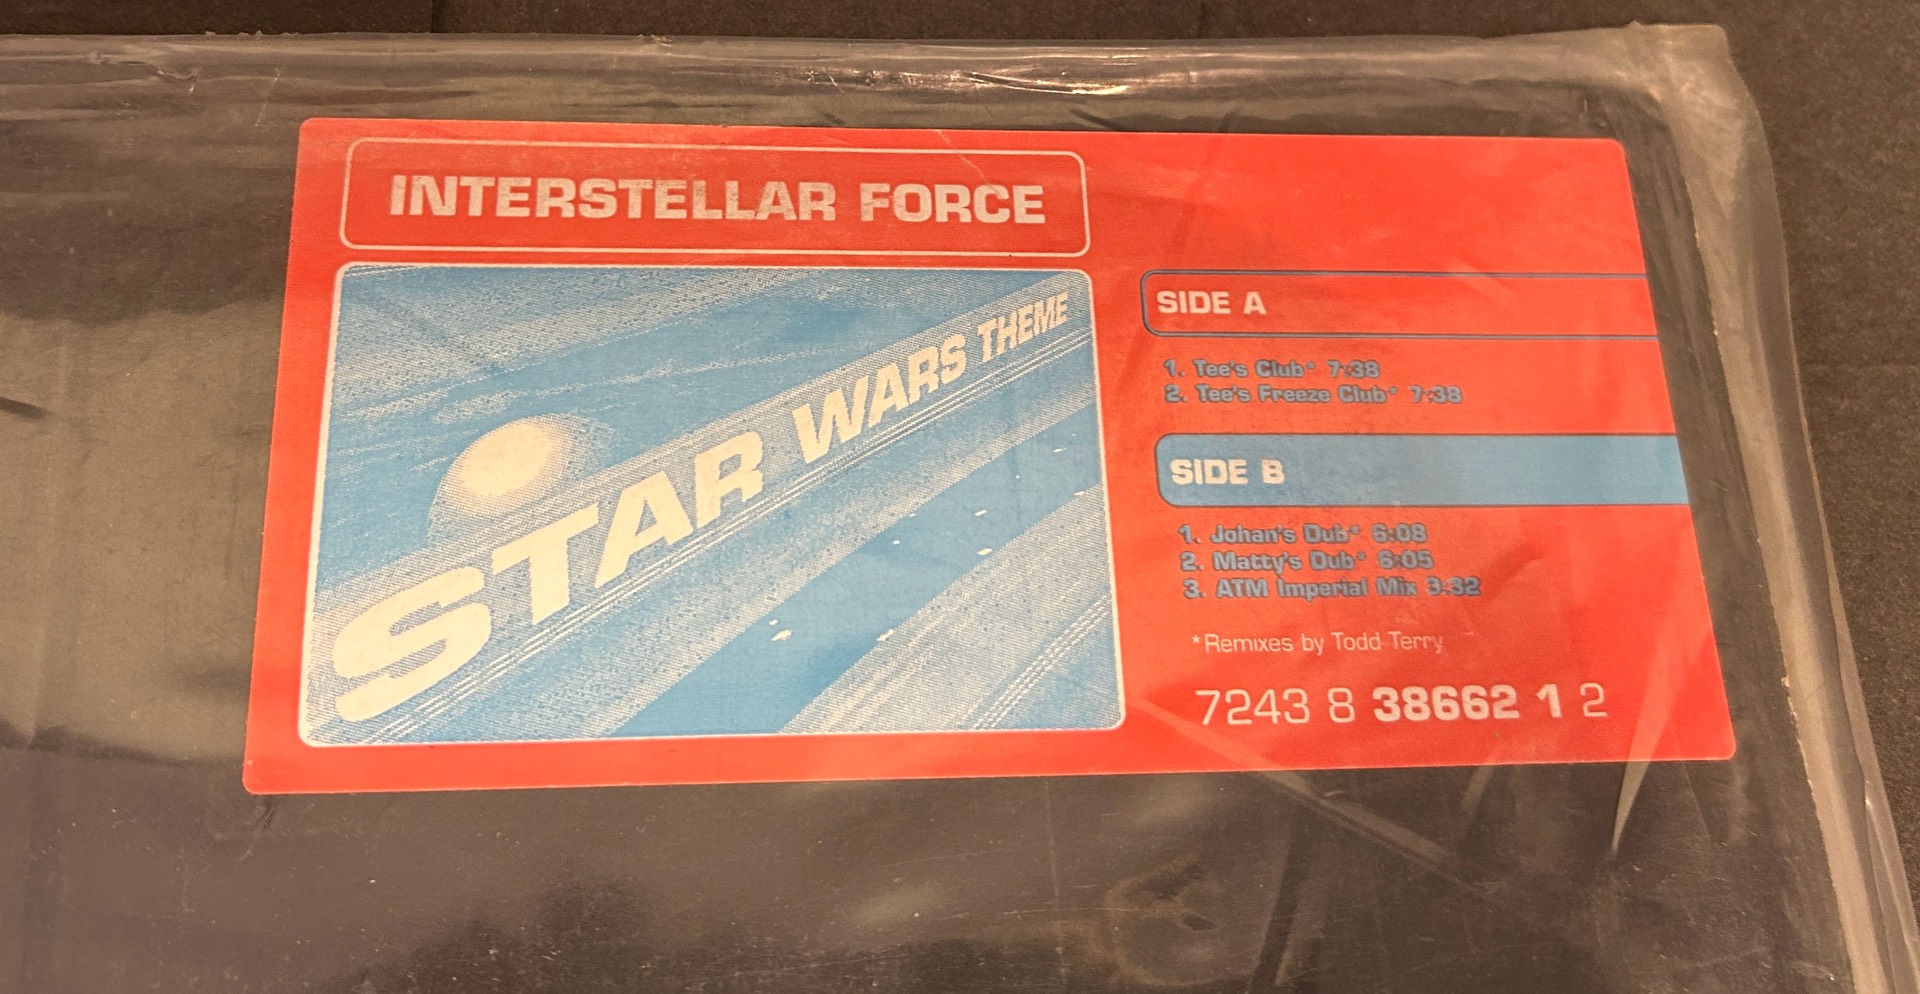 INTERSTELLAR FORCE
STAR WARS THEME
SIDE A
1. Tee's Club* 7:38
2. Tee's Freeze Club* 7:38
SIDE B
1. Johan's Dub* 6:08
2. Matty's Dub* 6:05
3. ATM Imperial Mix 3:32
*Remixes by Todd Terry
7243 8 38662 1 2